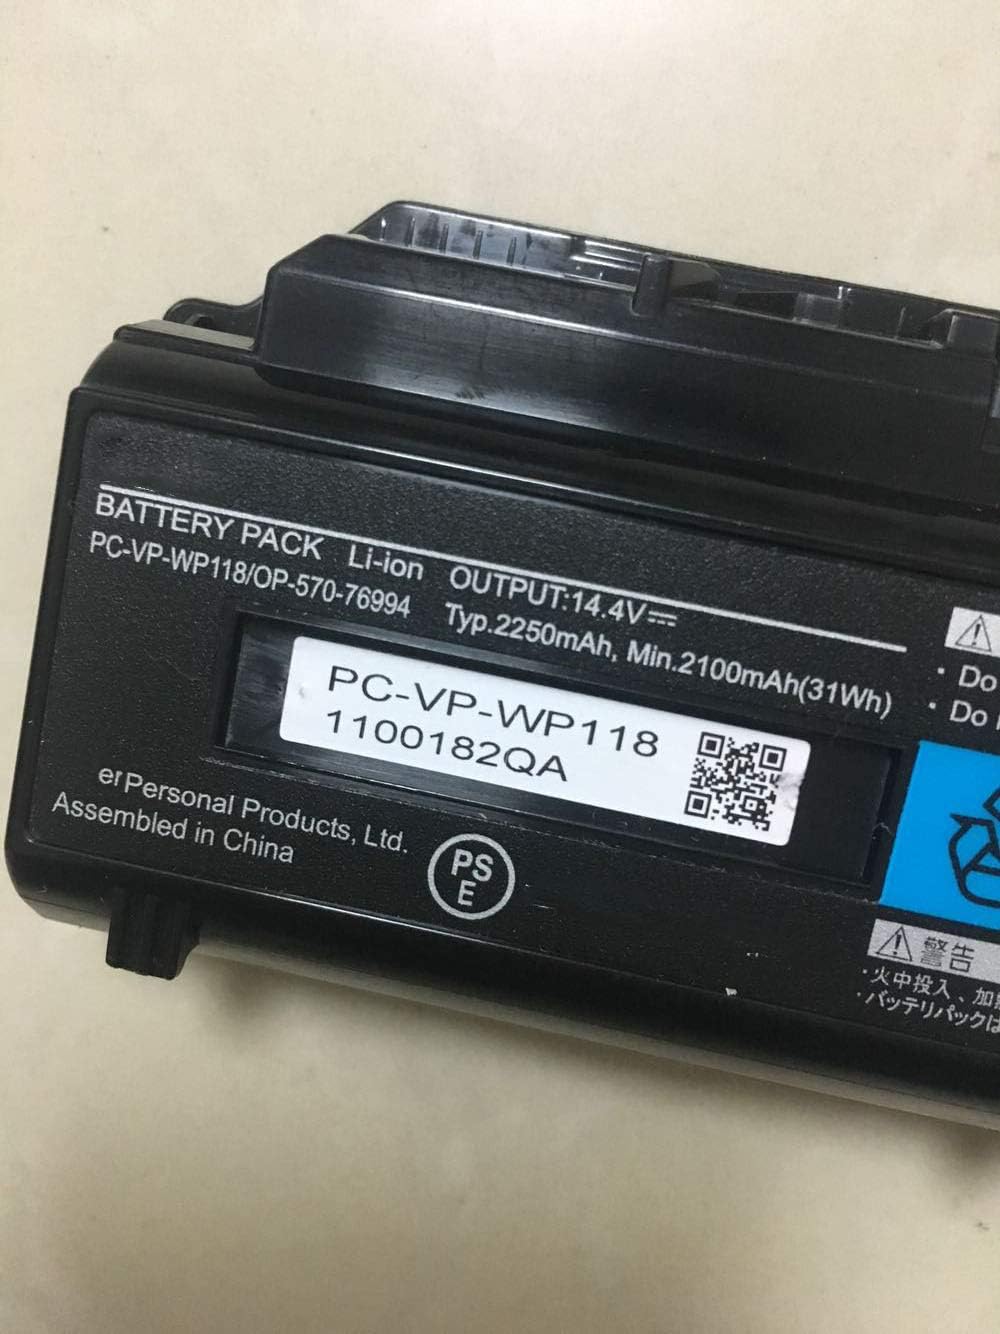 BATTERY PACK Li-ion OUTPUT:14.4V⎓
PC-VP-WP118/OP-570-76994 Typ.2250mAh, Min.2100mAh(31Wh)
PC-VP-WP118
1100182QA
erPersonal Products, Ltd.
Assembled in China
PS
E
· Do
· Do
警告
・火中投入、加
・バッテリパックは